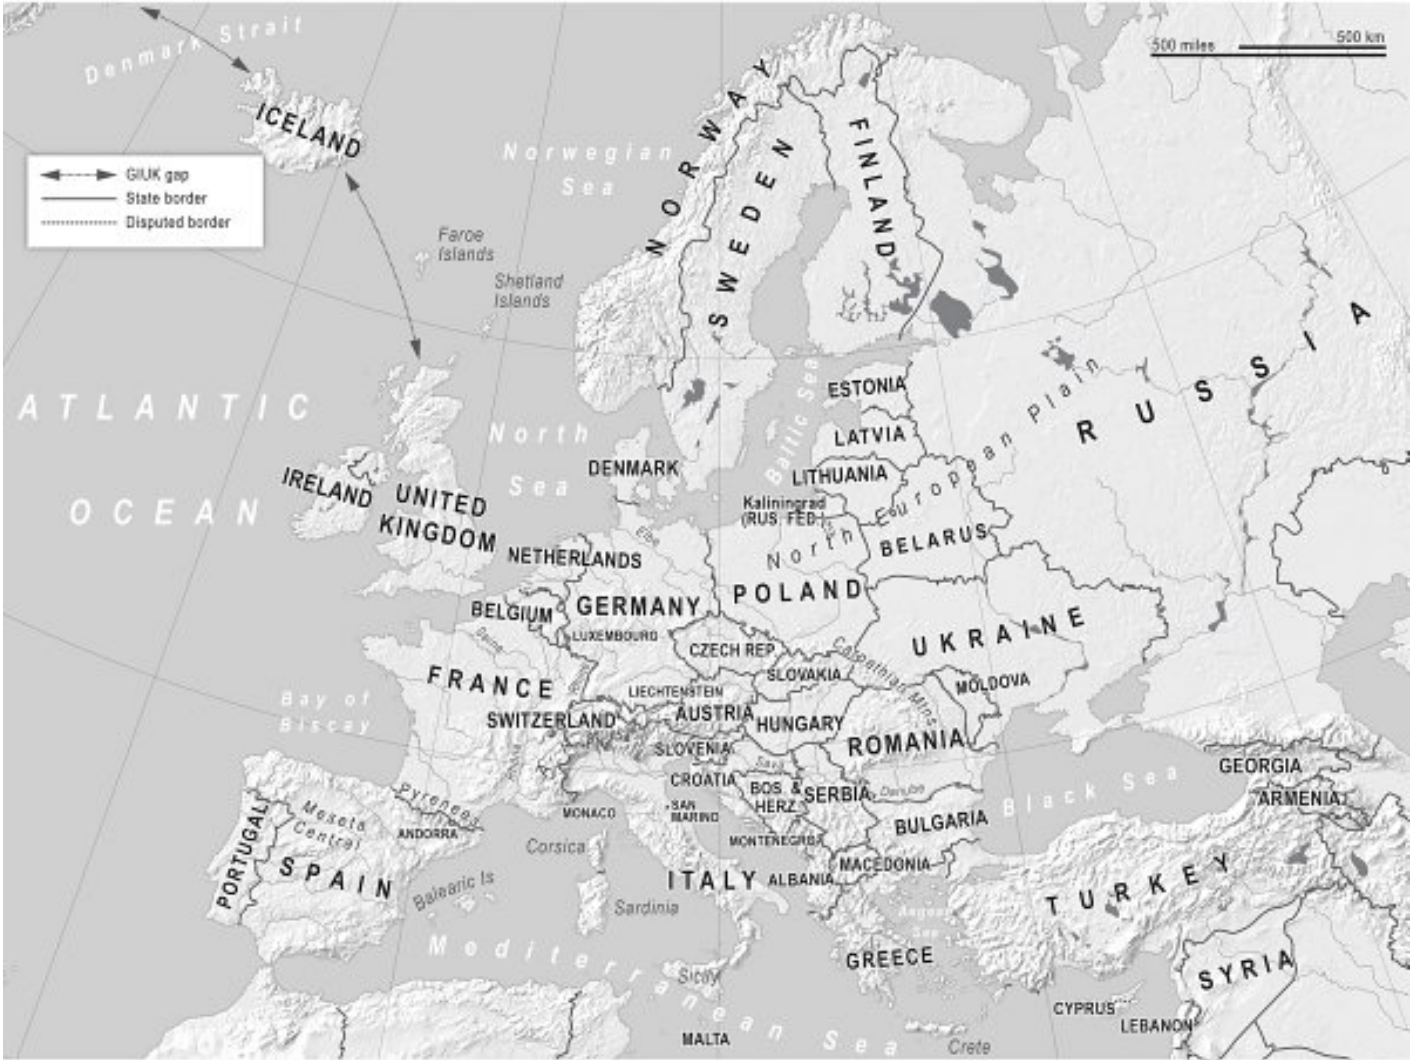 Denmark Strait
500 km
500 miles
ICELAND
GIUK gap
State border
Disputed border
Norwegian
Sea
NORWAY
SWEDEN
FINLAND
Faroe
Islands
Shetland
Islands
RUSSIA
ATLANTIC
OCEAN
North
Sea
Baltic Sea
ESTONIA
LATVIA
LITHUANIA
Kaliningrad
(RUS. FED.)
North European Plain
BELARUS
DENMARK
IRELAND
UNITED
KINGDOM
NETHERLANDS
Elbe
BELGIUM
GERMANY
POLAND
LUXEMBOURG
CZECH REP.
UKRAINE
Carpathian Mtns
SLOVAKIA
MOLDOVA
FRANCE
LIECHTENSTEIN
SWITZERLAND
AUSTRIA
HUNGARY
ROMANIA
Bay of
Biscay
SLOVENIA
CROATIA
Sava
BOS. &
HERZ
SERBIA
Danube
Black Sea
GEORGIA
ARMENIA
Pyrenees
Meseta
Central
ANDORRA
MONACO
SAN
MARINO
MONTENEGRO
BULGARIA
PORTUGAL
SPAIN
Corsica
Balearic Is
Sardinia
ITALY
ALBANIA
MACEDONIA
TURKEY
Aegean
Sea
GREECE
Mediterranean Sea
Sicily
MALTA
Crete
CYPRUS
LEBANON
SYRIA